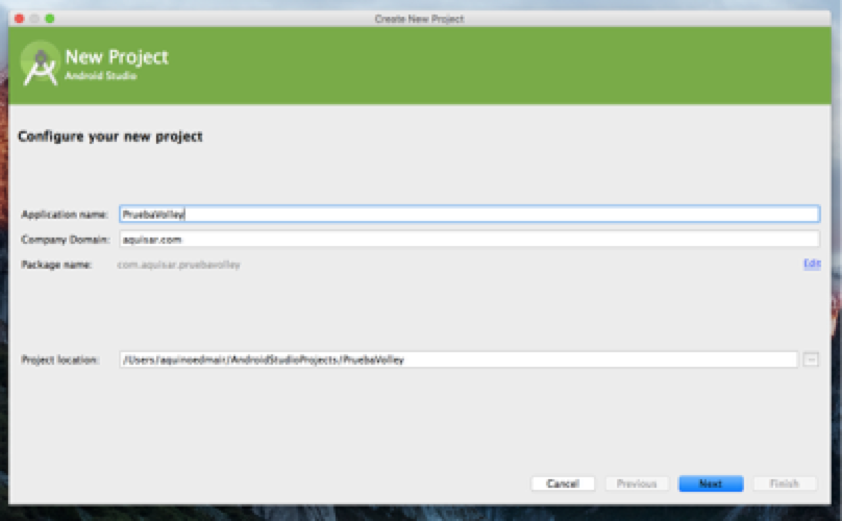 Create New Project
New Project
Android Studio
Configure your new project
Application name: PruebaVolley
Company Domain: aquisar.com
Package name: com.aquisar.pruebavolley Edit
Project location: /Users/aquinoedmair/AndroidStudioProjects/PruebaVolley ...
Cancel Previous Next Finish